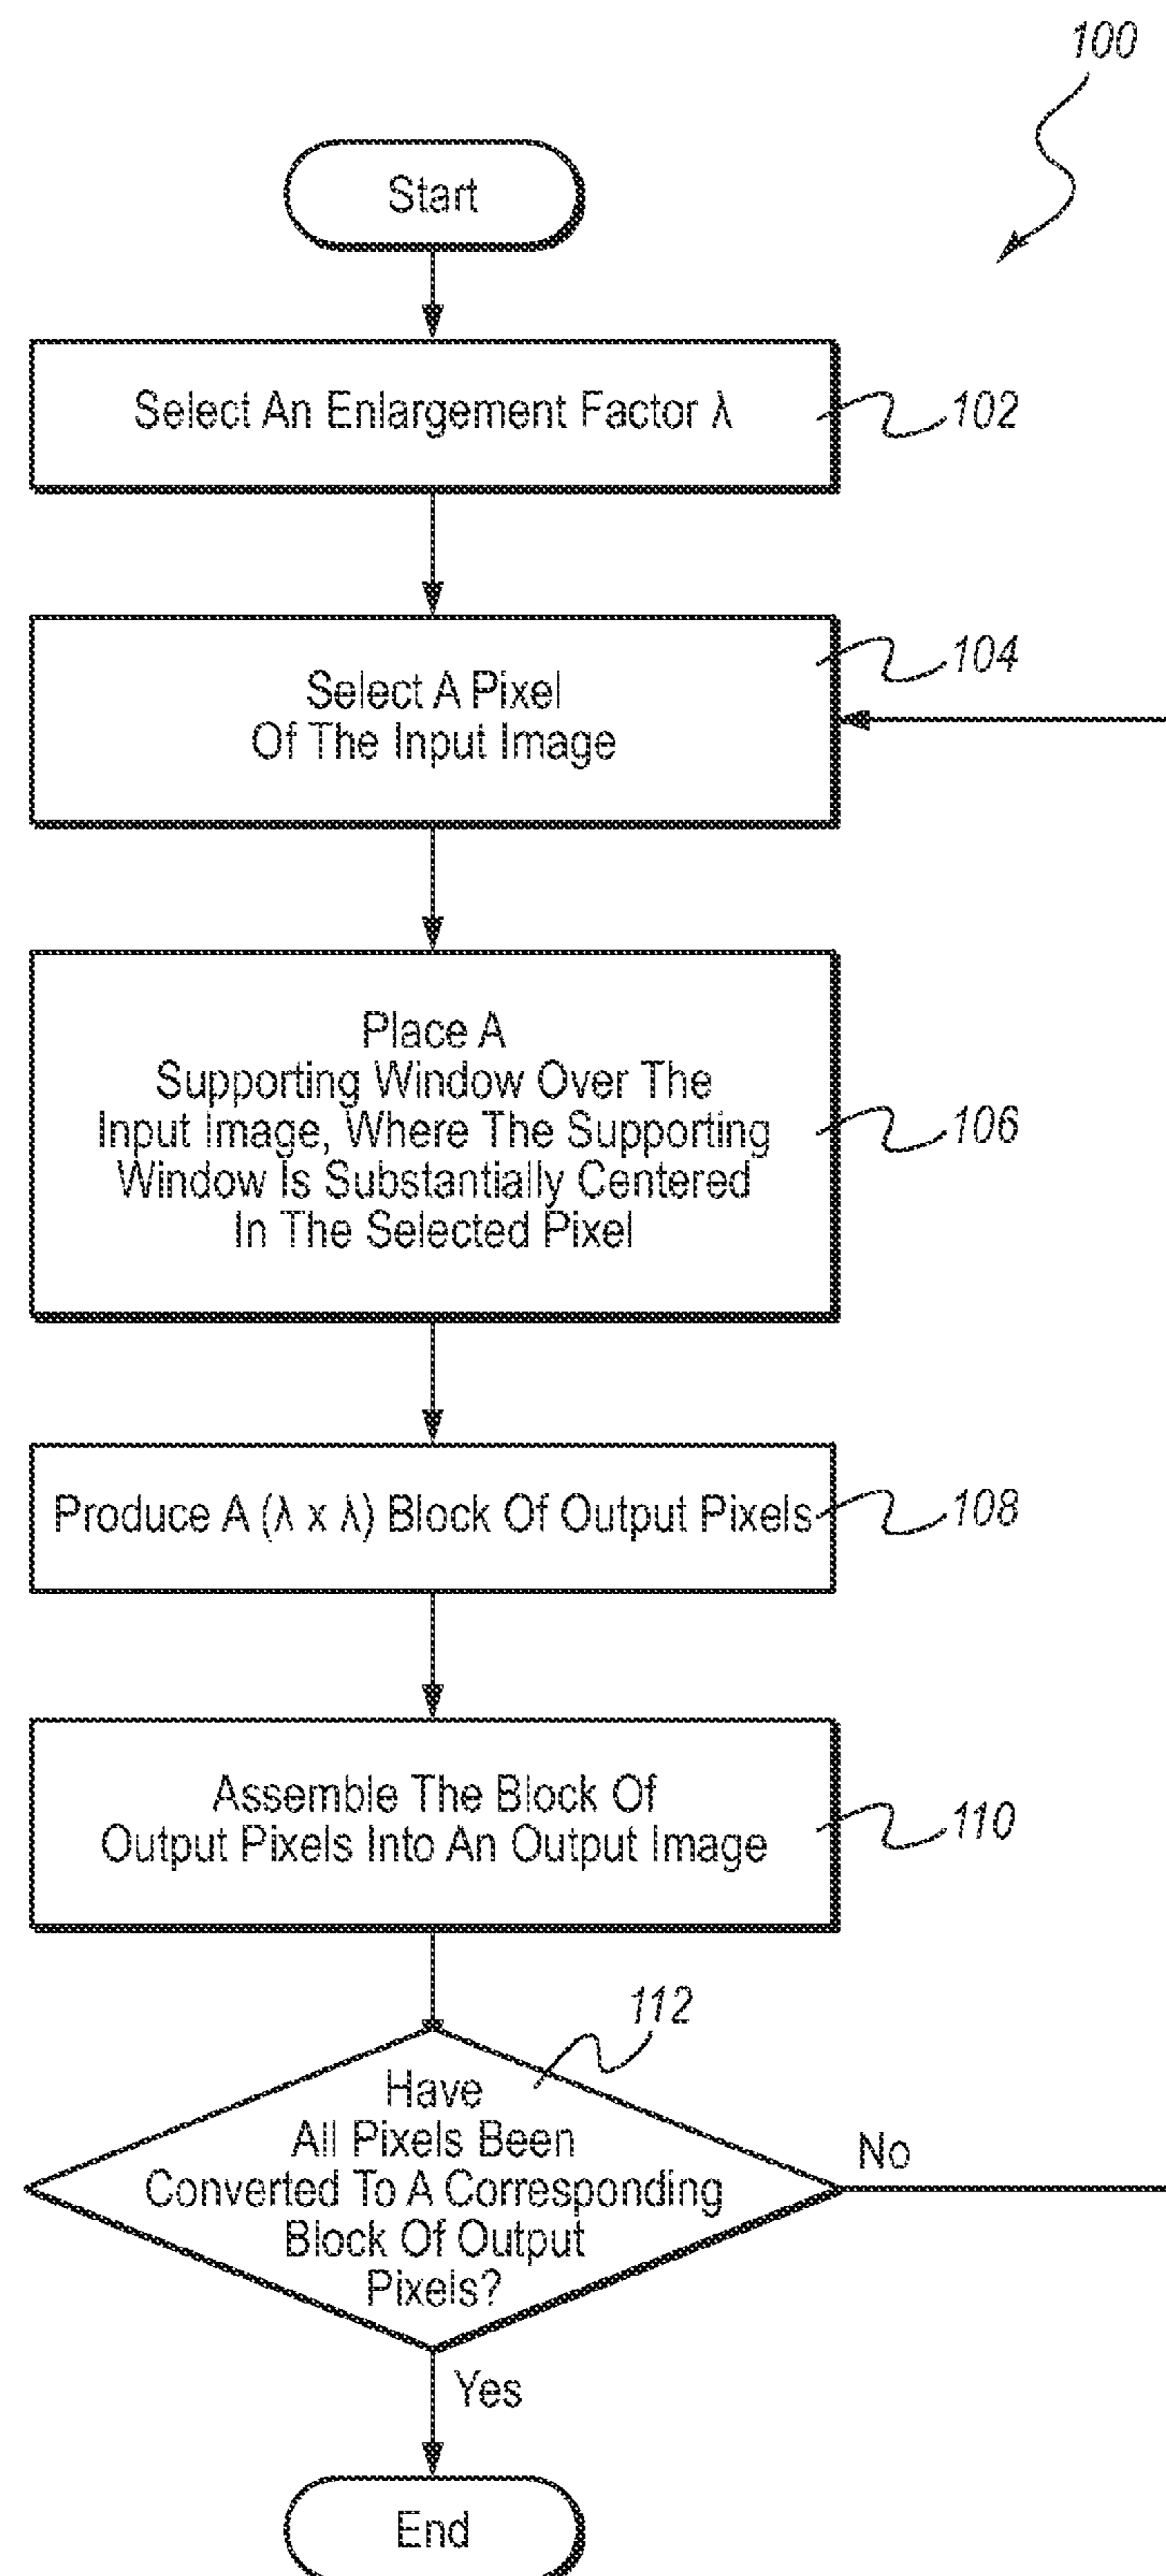 100
Start
Select An Enlargement Factor λ
102
Select A Pixel
Of The Input Image
104
Place A
Supporting Window Over The
Input Image, Where The Supporting
Window Is Substantially Centered
In The Selected Pixel
106
Produce A (λ x λ) Block Of Output Pixels
108
Assemble The Block Of
Output Pixels Into An Output Image
110
112
Have
All Pixels Been
Converted To A Corresponding
Block Of Output
Pixels?
No
Yes
End